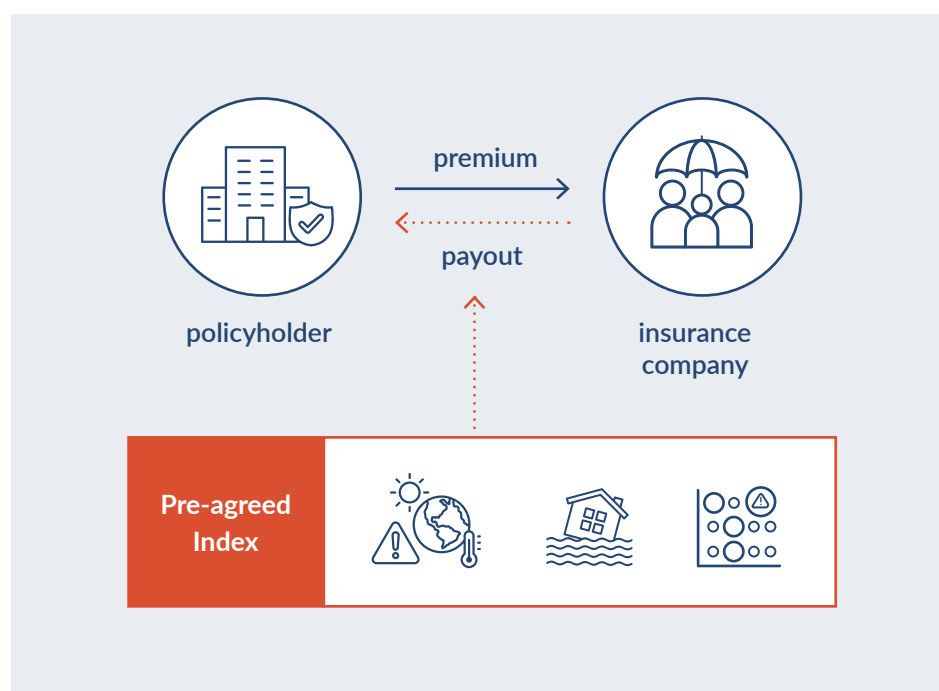 premium
payout
policyholder
insurance
company
Pre-agreed
Index